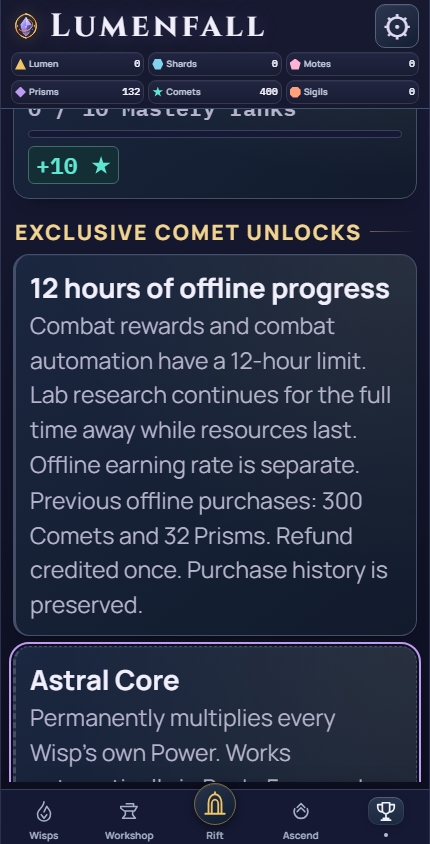 LUMENFALL
Lumen 0
Shards 0
Motes 0
Prisms 132
Comets 400
Sigils 0
0 / 10 Mastery ranks
+10 ★
EXCLUSIVE COMET UNLOCKS
12 hours of offline progress
Combat rewards and combat
automation have a 12-hour limit.
Lab research continues for the full
time away while resources last.
Offline earning rate is separate.
Previous offline purchases: 300
Comets and 32 Prisms. Refund
credited once. Purchase history is
preserved.
Astral Core
Permanently multiplies every
Wisp's own Power. Works
Wisps
Workshop
Rift
Ascend